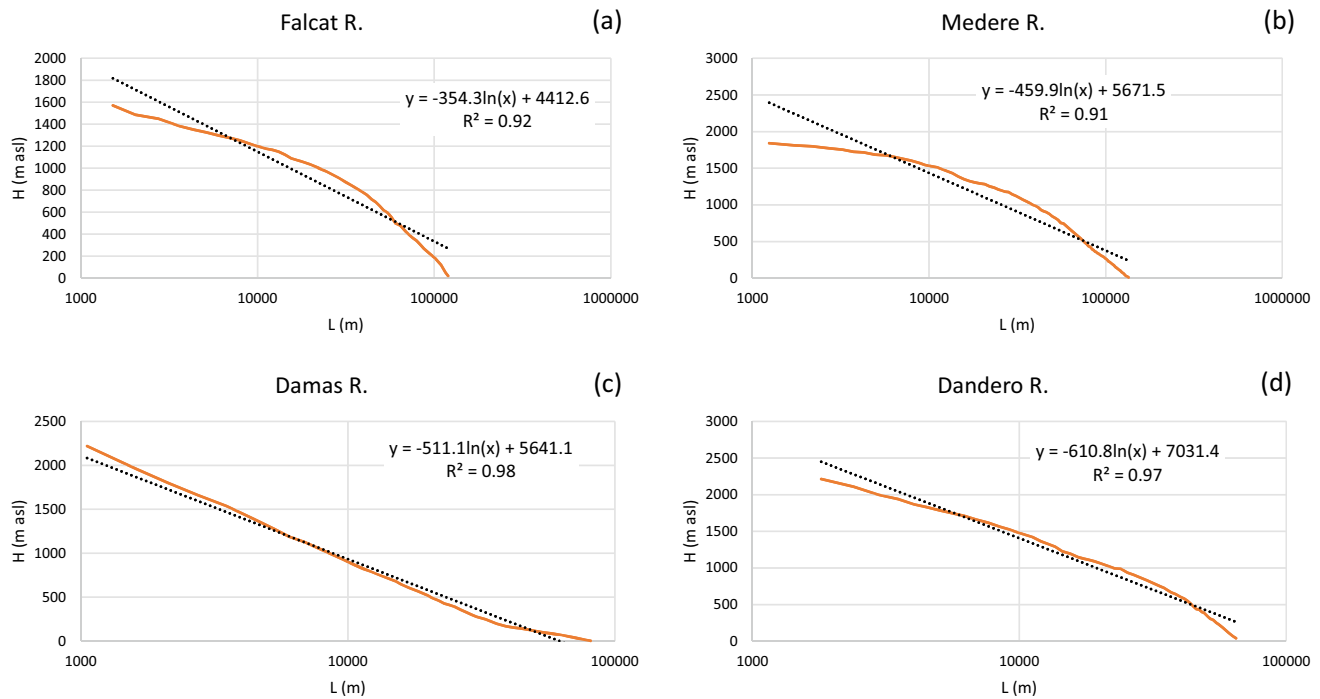 Falcat R.
(a)
2000
1800
1600
1400
1200
1000
800
600
400
200
0
H (m asl)
y = -354.3ln(x) + 4412.6
R² = 0.92
1000
10000
100000
1000000
L (m)
Medere R.
(b)
3000
2500
2000
1500
1000
500
0
H (m asl)
y = -459.9ln(x) + 5671.5
R² = 0.91
1000
10000
100000
1000000
L (m)
Damas R.
(c)
2500
2000
1500
1000
500
0
H (m asl)
y = -511.1ln(x) + 5641.1
R² = 0.98
1000
10000
100000
L (m)
Dandero R.
(d)
3000
2500
2000
1500
1000
500
0
H (m asl)
y = -610.8ln(x) + 7031.4
R² = 0.97
1000
10000
100000
L (m)